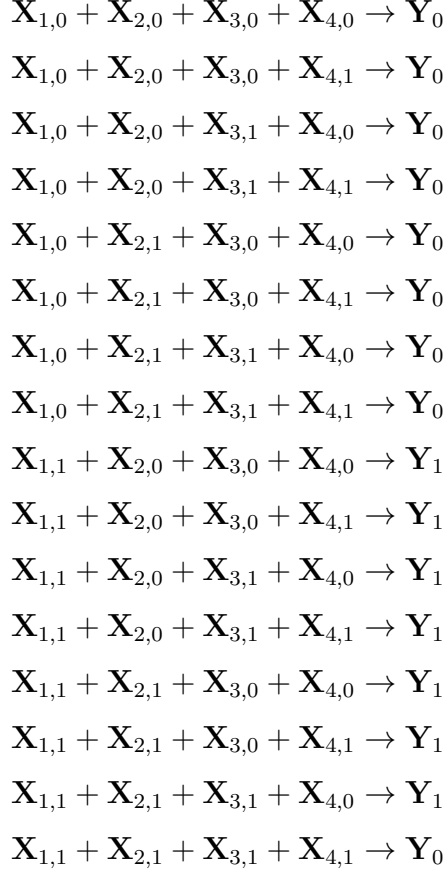 X₁,₀ + X₂,₀ + X₃,₀ + X₄,₀ → Y₀
X₁,₀ + X₂,₀ + X₃,₀ + X₄,₁ → Y₀
X₁,₀ + X₂,₀ + X₃,₁ + X₄,₀ → Y₀
X₁,₀ + X₂,₀ + X₃,₁ + X₄,₁ → Y₀
X₁,₀ + X₂,₁ + X₃,₀ + X₄,₀ → Y₀
X₁,₀ + X₂,₁ + X₃,₀ + X₄,₁ → Y₀
X₁,₀ + X₂,₁ + X₃,₁ + X₄,₀ → Y₀
X₁,₀ + X₂,₁ + X₃,₁ + X₄,₁ → Y₀
X₁,₁ + X₂,₀ + X₃,₀ + X₄,₀ → Y₁
X₁,₁ + X₂,₀ + X₃,₀ + X₄,₁ → Y₁
X₁,₁ + X₂,₀ + X₃,₁ + X₄,₀ → Y₁
X₁,₁ + X₂,₀ + X₃,₁ + X₄,₁ → Y₁
X₁,₁ + X₂,₁ + X₃,₀ + X₄,₀ → Y₁
X₁,₁ + X₂,₁ + X₃,₀ + X₄,₁ → Y₁
X₁,₁ + X₂,₁ + X₃,₁ + X₄,₀ → Y₁
X₁,₁ + X₂,₁ + X₃,₁ + X₄,₁ → Y₀